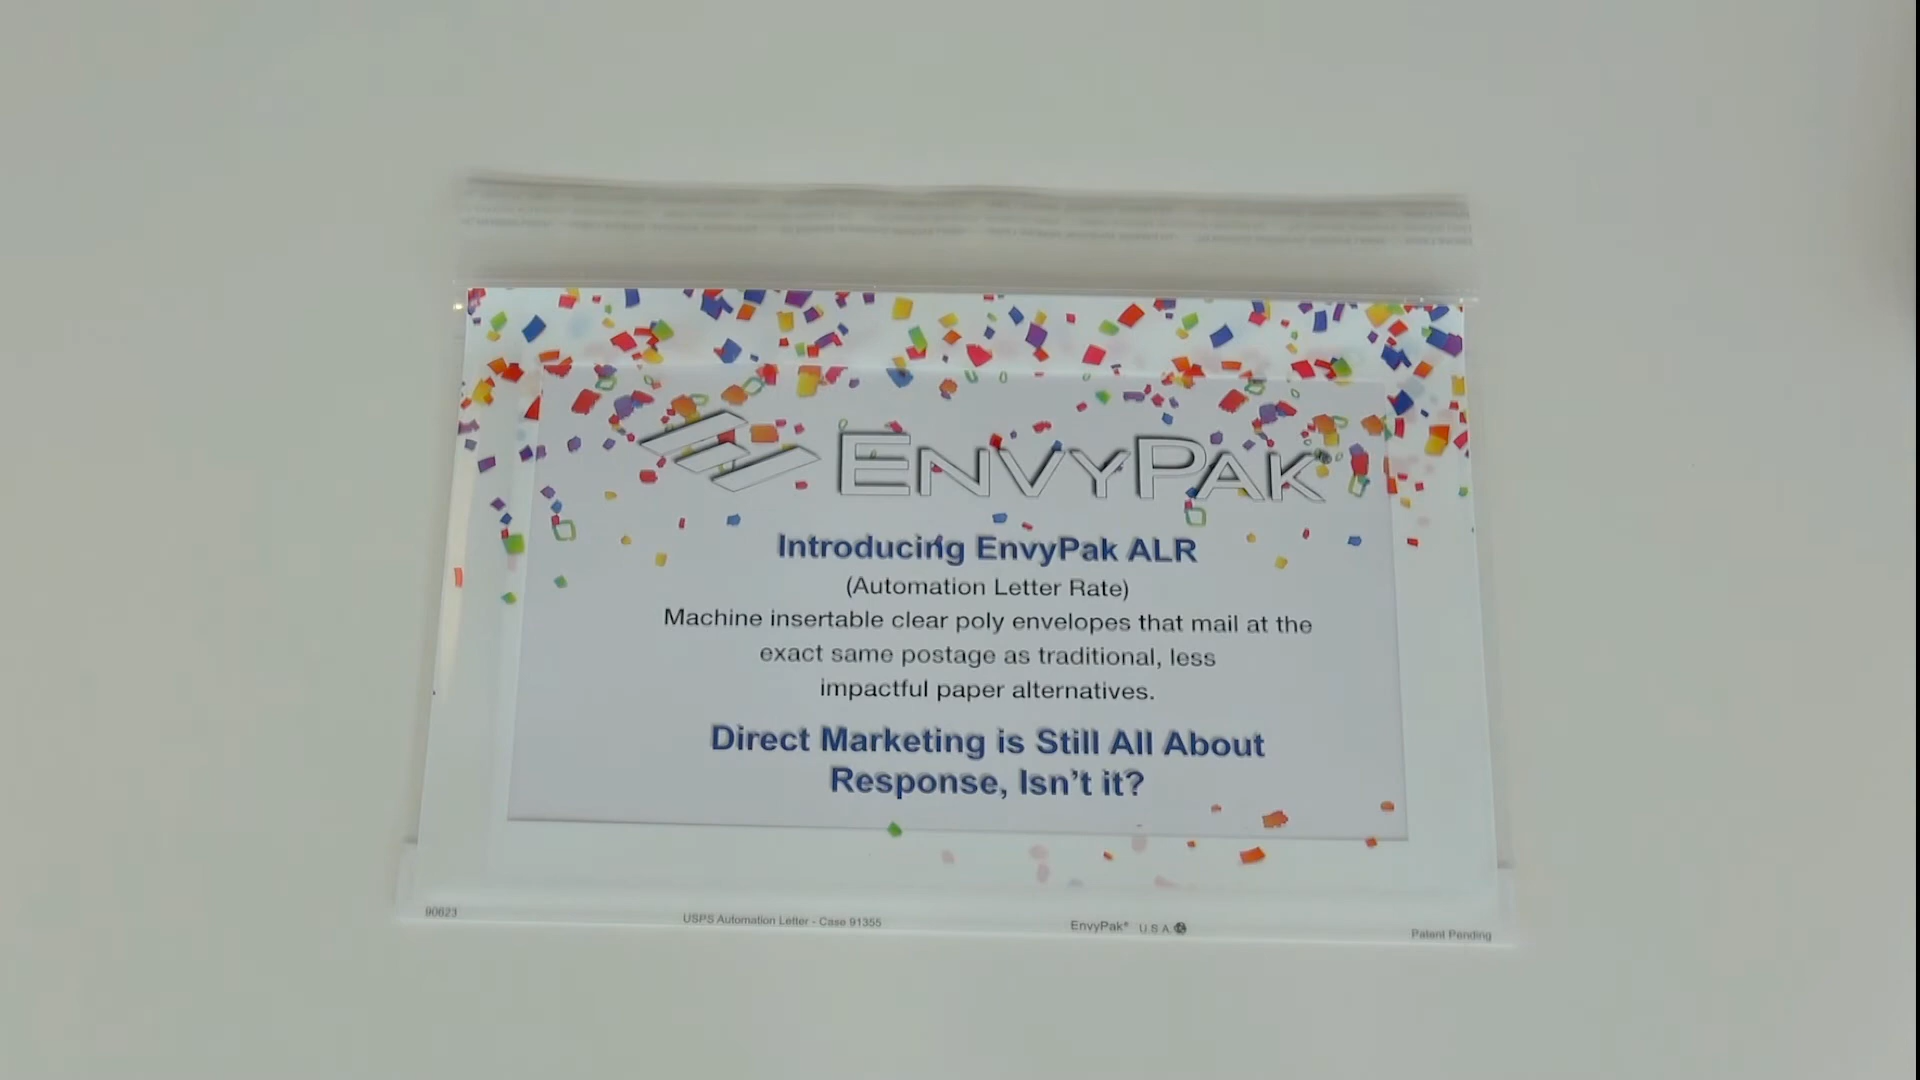 ENVYPAK
Introducing EnvyPak ALR
(Automation Letter Rate)
Machine insertable clear poly envelopes that mail at the
exact same postage as traditional, less
impactful paper alternatives.
Direct Marketing is Still All About
Response, Isn't it?
90623 USPS Automation Letter - Case 91355 EnvyPak® U.S.A. Patent Pending